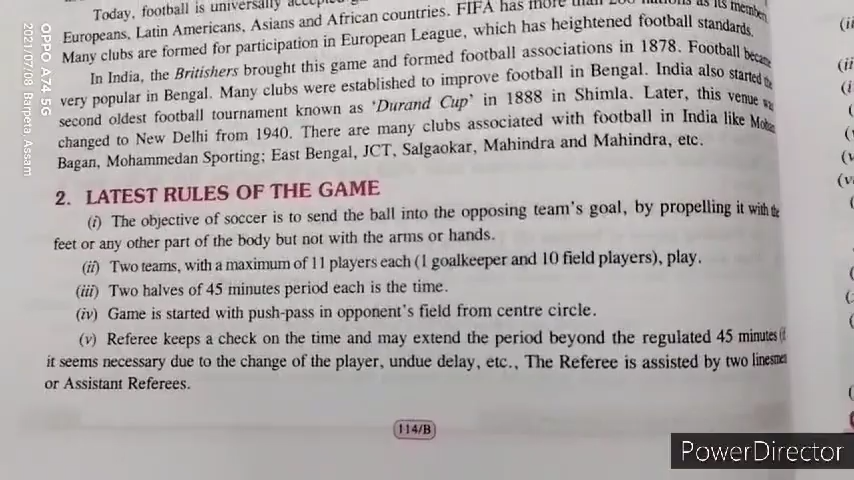 Today, football is universally
Europeans, Latin Americans, Asians and African countries. FIFA has more than 200 nations as its members.
Many clubs are formed for participation in European League, which has heightened football standards.
In India, the Britishers brought this game and formed football associations in 1878. Football became
very popular in Bengal. Many clubs were established to improve football in Bengal. India also started the
second oldest football tournament known as 'Durand Cup' in 1888 in Shimla. Later, this venue was
changed to New Delhi from 1940. There are many clubs associated with football in India like Mohan
Bagan, Mohammedan Sporting; East Bengal, JCT, Salgaokar, Mahindra and Mahindra, etc.
2. LATEST RULES OF THE GAME
(i) The objective of soccer is to send the ball into the opposing team's goal, by propelling it with the
feet or any other part of the body but not with the arms or hands.
(ii) Two teams, with a maximum of 11 players each (1 goalkeeper and 10 field players), play.
(iii) Two halves of 45 minutes period each is the time.
(iv) Game is started with push-pass in opponent's field from centre circle.
(v) Referee keeps a check on the time and may extend the period beyond the regulated 45 minutes
it seems necessary due to the change of the player, undue delay, etc., The Referee is assisted by two linesmen
or Assistant Referees.
114/B
OPPO A74 5G
2021/07/08 Barpeta, Assam
PowerDirector